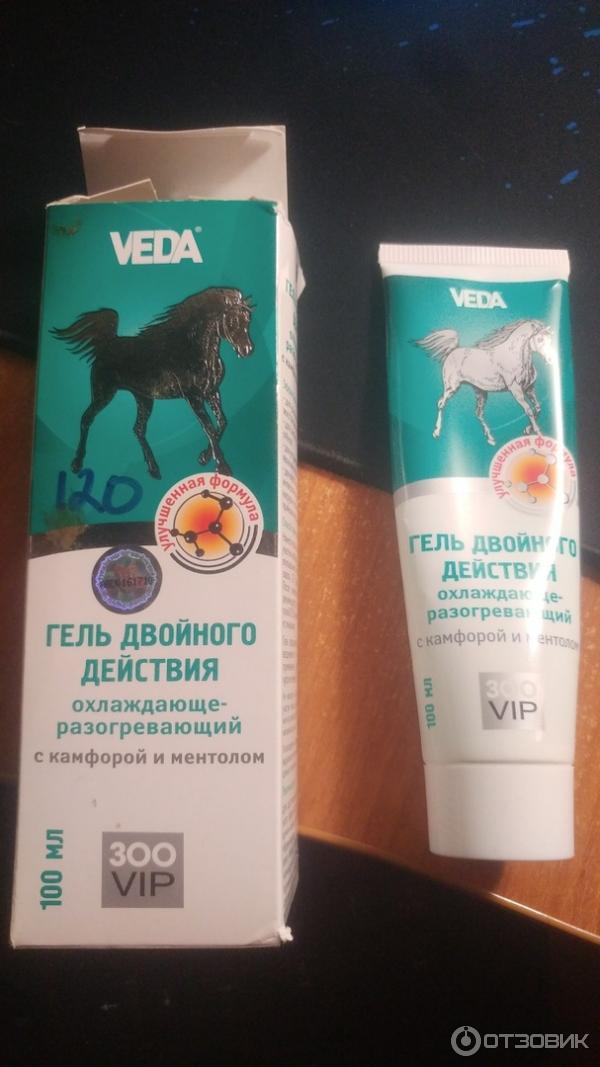 VEDA®
120
улучшенная формула
ГЕЛЬ ДВОЙНОГО
ДЕЙСТВИЯ
охлаждающе-
разогревающий
с камфорой и ментолом
100 мл
ЗОО
VIP
VEDA
улучшенная формула
ГЕЛЬ ДВОЙНОГО
ДЕЙСТВИЯ
охлаждающе-
разогревающий
с камфорой и ментолом
100 мл
ЗОО
VIP
ОТЗОВИК